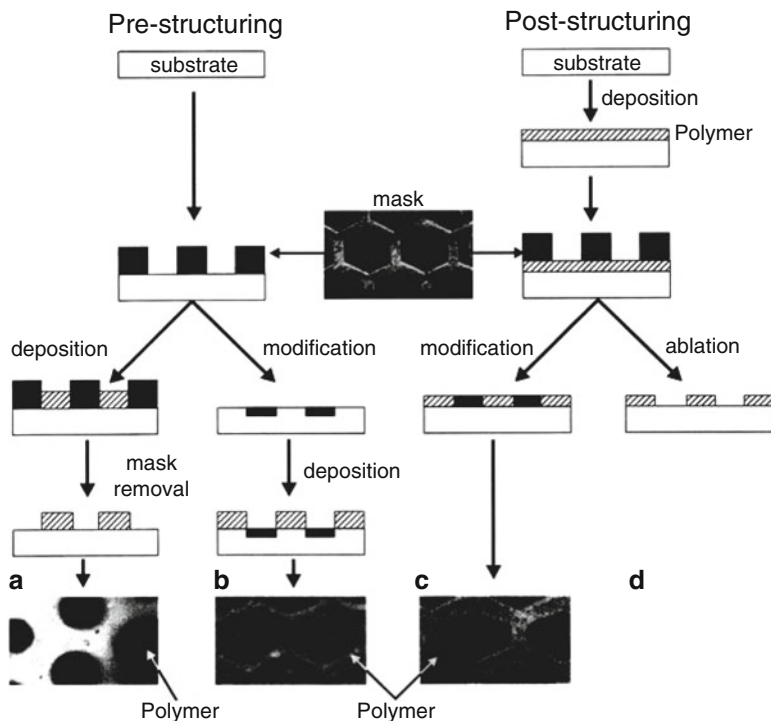 Pre-structuring
Post-structuring
substrate
substrate
deposition
Polymer
mask
deposition
modification
modification
ablation
mask
removal
deposition
a
b
c
d
Polymer
Polymer